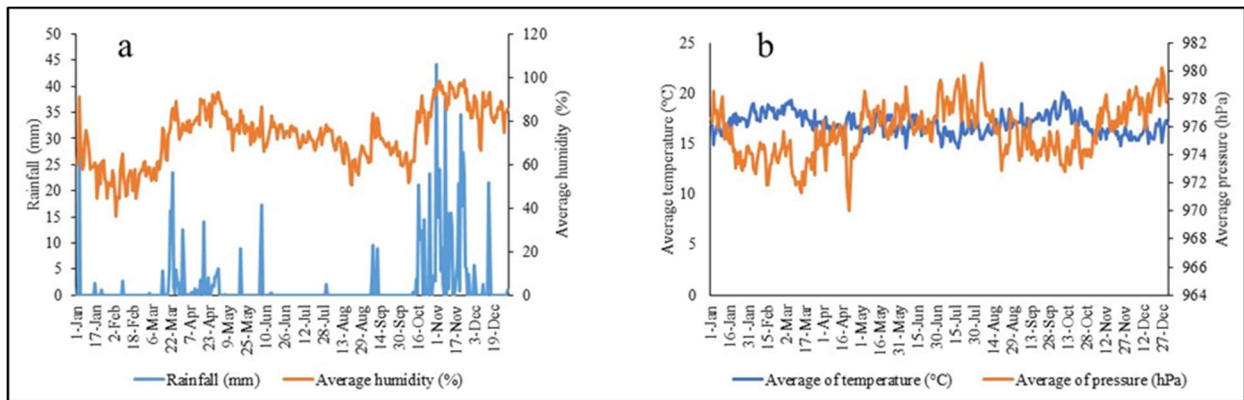 a
Rainfall (mm)
50
45
40
35
30
25
20
15
10
5
0
120
100
80
60
40
20
0
Average humidity (%)
1-Jan
17-Jan
2-Feb
18-Feb
6-Mar
22-Mar
7-Apr
23-Apr
9-May
25-May
10-Jun
26-Jun
12-Jul
28-Jul
13-Aug
29-Aug
14-Sep
30-Sep
16-Oct
1-Nov
17-Nov
3-Dec
19-Dec
Rainfall (mm)
Average humidity (%)
b
Average temperature (°C)
25
20
15
10
5
0
982
980
978
976
974
972
970
968
966
964
Average pressure (hPa)
1-Jan
16-Jan
31-Jan
15-Feb
2-Mar
17-Mar
1-Apr
16-Apr
1-May
16-May
31-May
15-Jun
30-Jun
15-Jul
30-Jul
14-Aug
29-Aug
13-Sep
28-Sep
13-Oct
28-Oct
12-Nov
27-Nov
12-Dec
27-Dec
Average of temperature (°C)
Average of pressure (hPa)